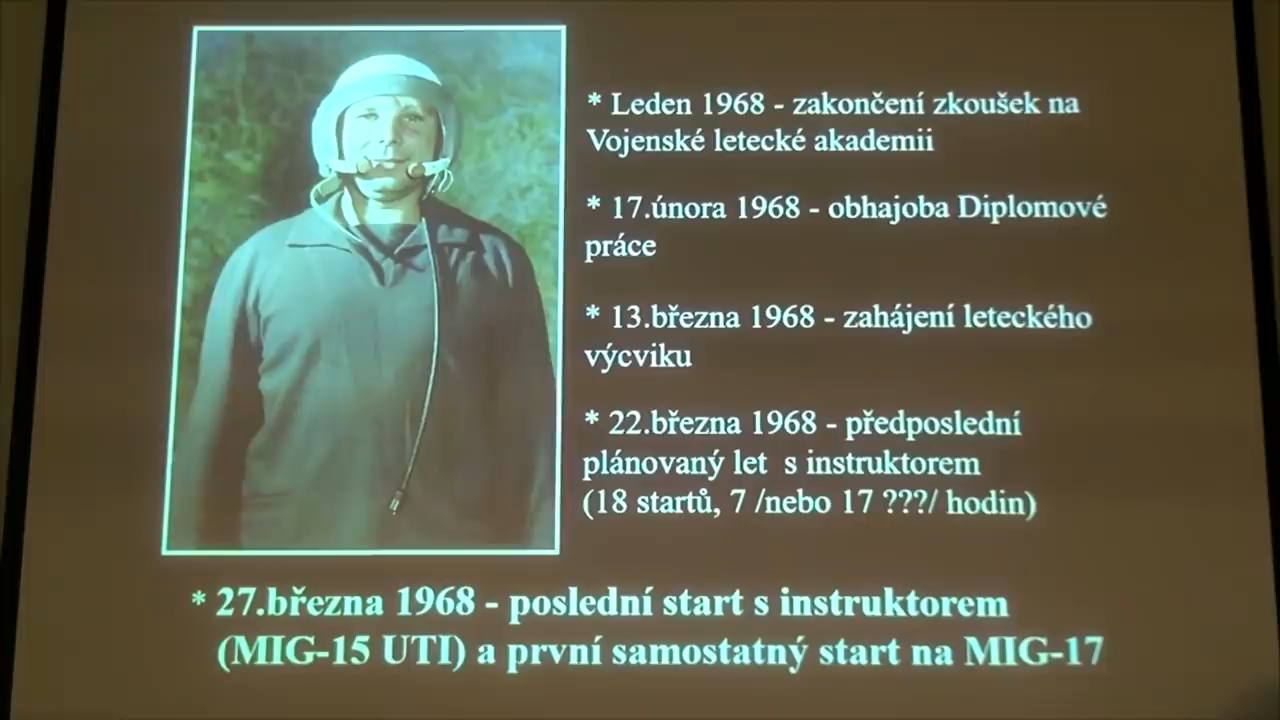 * Leden 1968 - zakončení zkoušek na
Vojenské letecké akademii
* 17.února 1968 - obhajoba Diplomové
práce
* 13.března 1968 - zahájení leteckého
výcviku
* 22.března 1968 - předposlední
plánovaný let s instruktorem
(18 startů, 7 /nebo 17 ???/ hodin)
* 27.března 1968 - poslední start s instruktorem
(MIG-15 UTI) a první samostatný start na MIG-17